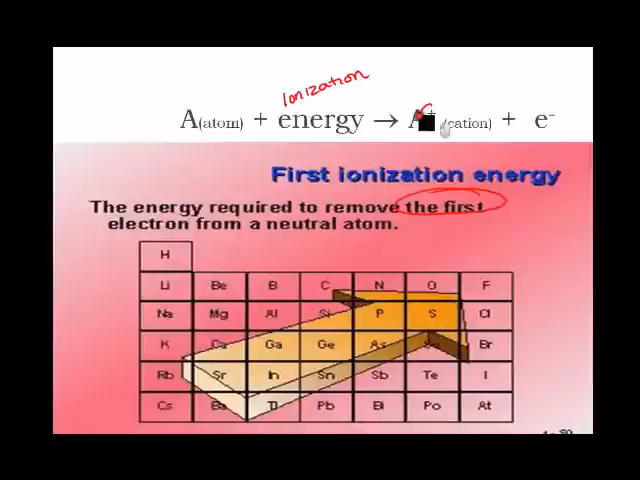 Ionization
A(atom) + energy → A+ (cation) + e⁻
First ionization energy
The energy required to remove the first
electron from a neutral atom.
H
Li Be B C N O F
Na Mg Al Si P S Cl
K Ca Ga Ge As Se Br
Rb Sr In Sn Sb Te I
Cs Ba Tl Pb Bi Po At